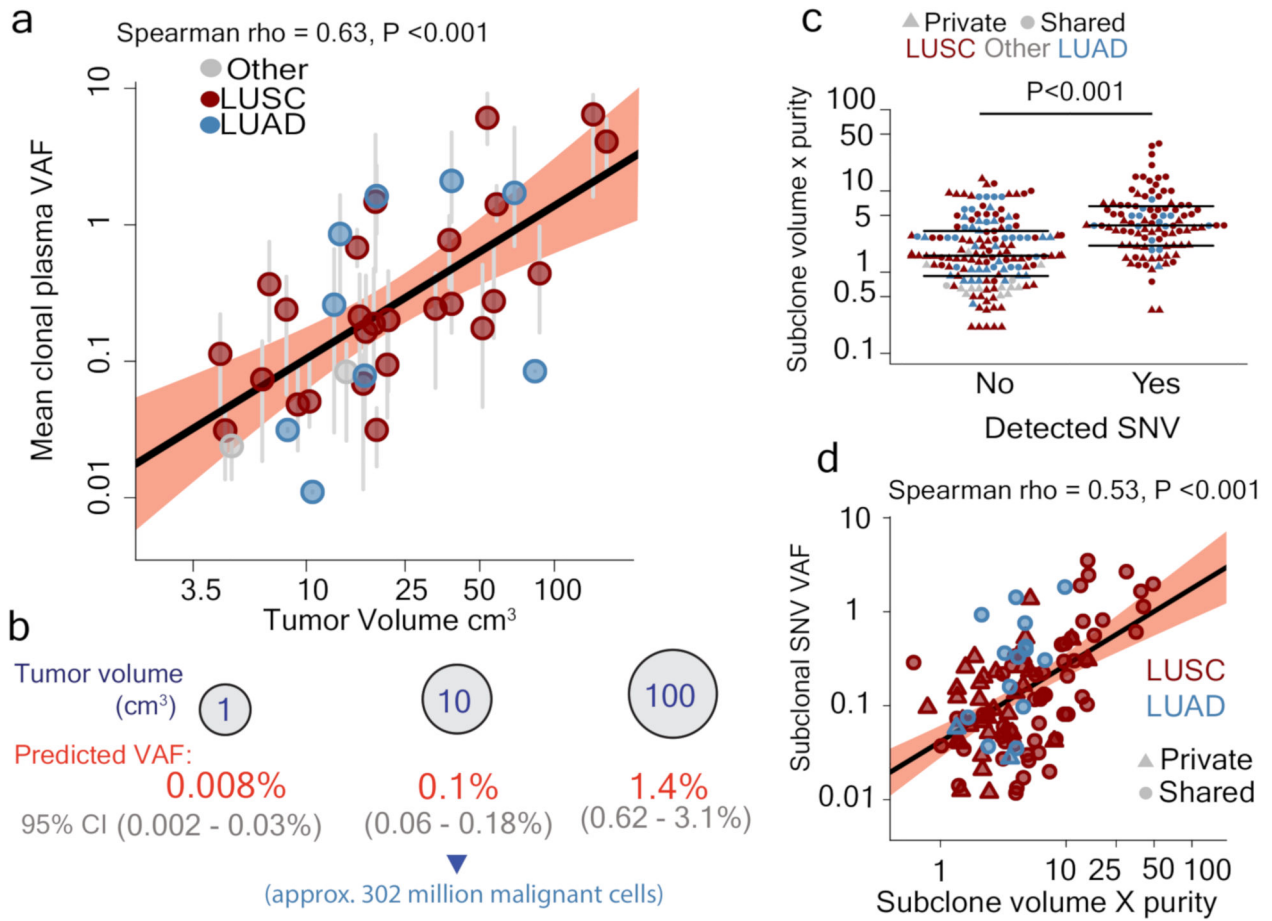 a
Spearman rho = 0.63, P <0.001
Other
LUSC
LUAD
Mean clonal plasma VAF
10
1
0.1
0.01
3.5 10 25 50 100
Tumor Volume cm³
b
Tumor volume
(cm³)
1 10 100
Predicted VAF:
0.008% 0.1% 1.4%
95% CI (0.002 - 0.03%) (0.06 - 0.18%) (0.62 - 3.1%)
(approx. 302 million malignant cells)
c
Private Shared
LUSC Other LUAD
P<0.001
Subclone volume x purity
100
50
10
5
1
0.5
0.1
No Yes
Detected SNV
d
Spearman rho = 0.53, P <0.001
Subclonal SNV VAF
10
1
0.1
0.01
LUSC
LUAD
Private
Shared
1 10 25 50 100
Subclone volume X purity